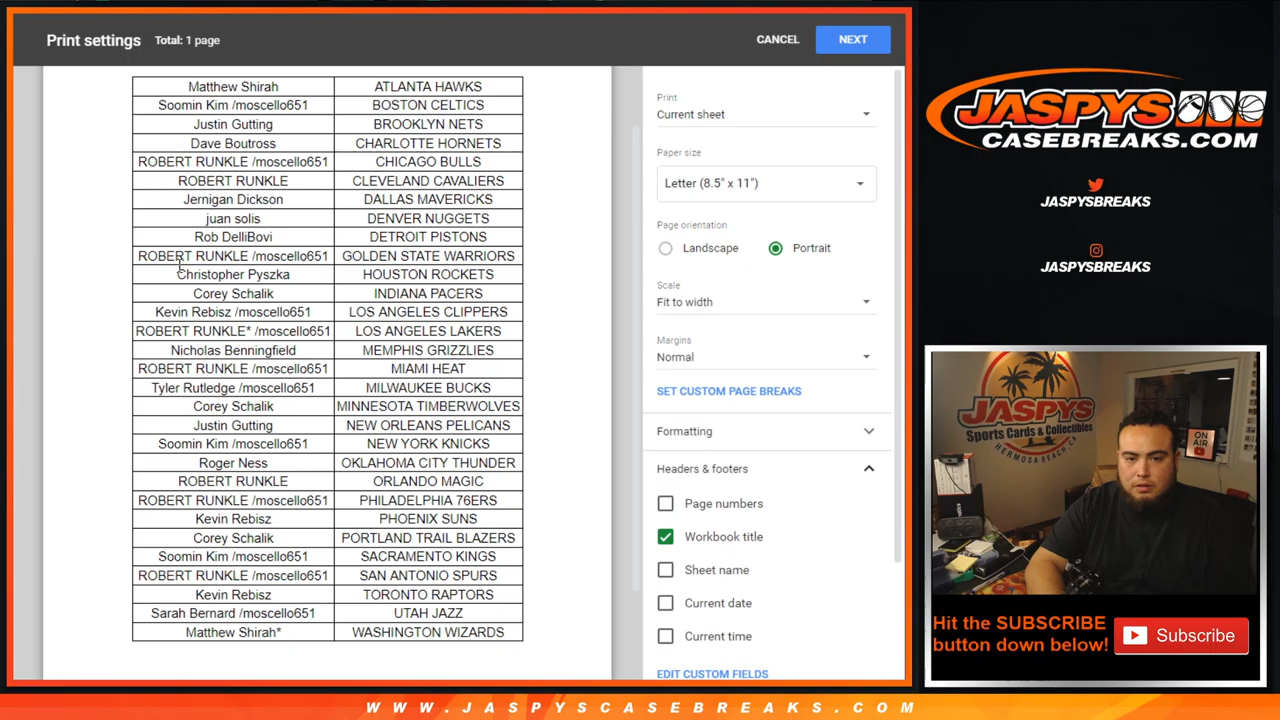 Print settings Total: 1 page CANCEL NEXT
Matthew Shirah ATLANTA HAWKS
Soomin Kim /moscello651 BOSTON CELTICS
Justin Gutting BROOKLYN NETS
Dave Boutross CHARLOTTE HORNETS
ROBERT RUNKLE /moscello651 CHICAGO BULLS
ROBERT RUNKLE CLEVELAND CAVALIERS
Jernigan Dickson DALLAS MAVERICKS
juan solis DENVER NUGGETS
Rob DelliBovi DETROIT PISTONS
ROBERT RUNKLE /moscello651 GOLDEN STATE WARRIORS
Christopher Pyszka HOUSTON ROCKETS
Corey Schalik INDIANA PACERS
Kevin Rebisz /moscello651 LOS ANGELES CLIPPERS
ROBERT RUNKLE* /moscello651 LOS ANGELES LAKERS
Nicholas Benningfield MEMPHIS GRIZZLIES
ROBERT RUNKLE /moscello651 MIAMI HEAT
Tyler Rutledge /moscello651 MILWAUKEE BUCKS
Corey Schalik MINNESOTA TIMBERWOLVES
Justin Gutting NEW ORLEANS PELICANS
Soomin Kim /moscello651 NEW YORK KNICKS
Roger Ness OKLAHOMA CITY THUNDER
ROBERT RUNKLE ORLANDO MAGIC
ROBERT RUNKLE /moscello651 PHILADELPHIA 76ERS
Kevin Rebisz PHOENIX SUNS
Corey Schalik PORTLAND TRAIL BLAZERS
Soomin Kim /moscello651 SACRAMENTO KINGS
ROBERT RUNKLE /moscello651 SAN ANTONIO SPURS
Kevin Rebisz TORONTO RAPTORS
Sarah Bernard /moscello651 UTAH JAZZ
Matthew Shirah* WASHINGTON WIZARDS
Print
Current sheet
Paper size
Letter (8.5" x 11")
Page orientation
Landscape Portrait
Scale
Fit to width
Margins
Normal
SET CUSTOM PAGE BREAKS
Formatting
Headers & footers
Page numbers
Workbook title
Sheet name
Current date
Current time
EDIT CUSTOM FIELDS
JASPYS
CASEBREAKS.COM
JASPYSBREAKS
JASPYSBREAKS
JASPYS
Sports Cards & Collectibles
HERMOSA BEACH, CA
ON
AIR
Hit the SUBSCRIBE
button down below!
Subscribe
WWW.JASPYSCASEBREAKS.COM